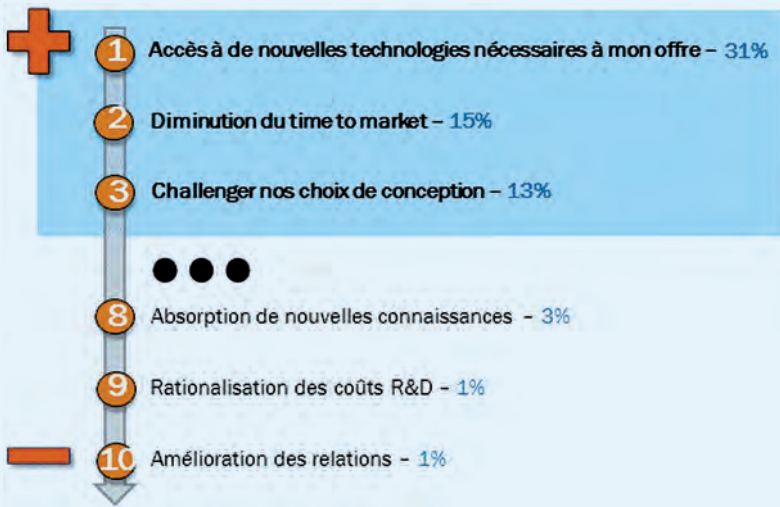 1 Accès à de nouvelles technologies nécessaires à mon offre – 31%
2 Diminution du time to market – 15%
3 Challenger nos choix de conception – 13%
8 Absorption de nouvelles connaissances – 3%
9 Rationalisation des coûts R&D – 1%
10 Amélioration des relations – 1%